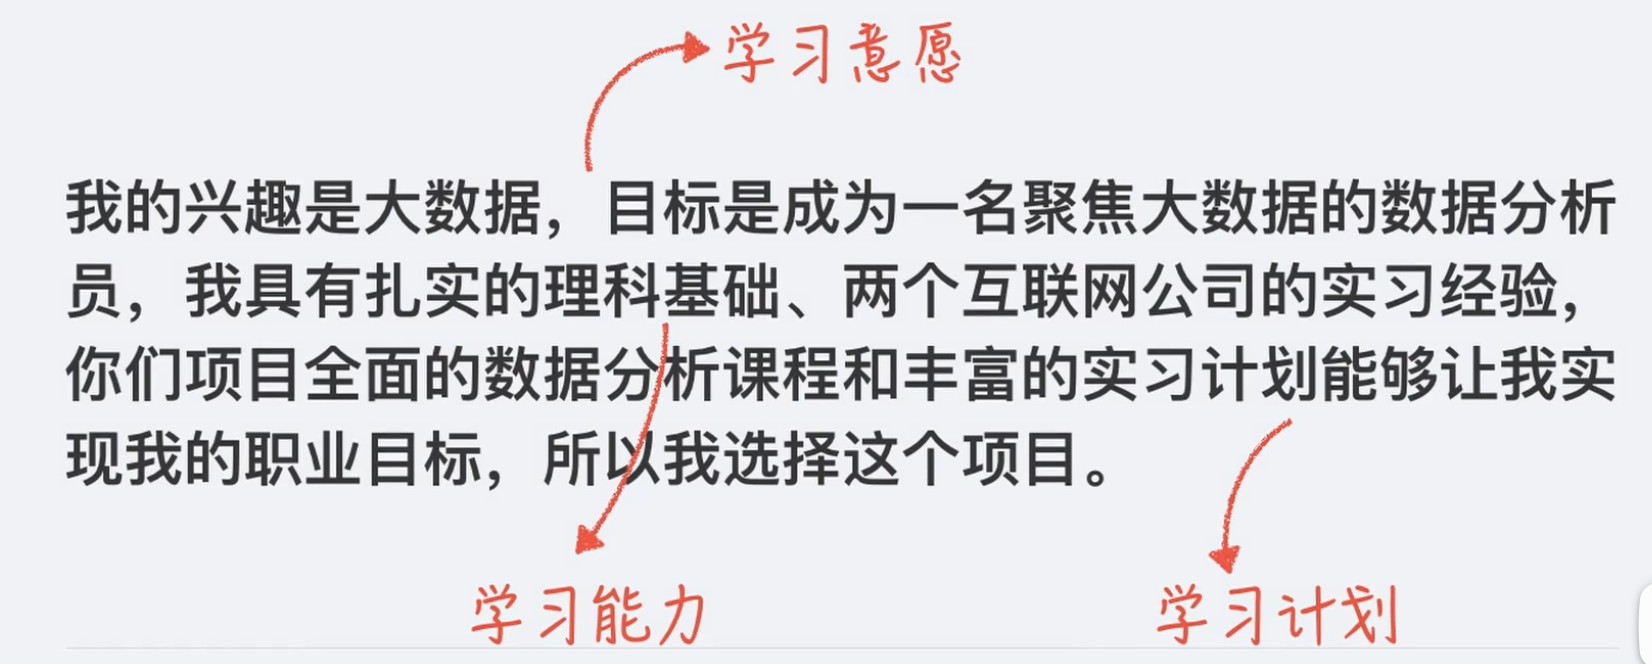 学习意愿
我的兴趣是大数据，目标是成为一名聚焦大数据的数据分析
员，我具有扎实的理科基础、两个互联网公司的实习经验，
你们项目全面的数据分析课程和丰富的实习计划能够让我实
现我的职业目标，所以我选择这个项目。
学习能力
学习计划